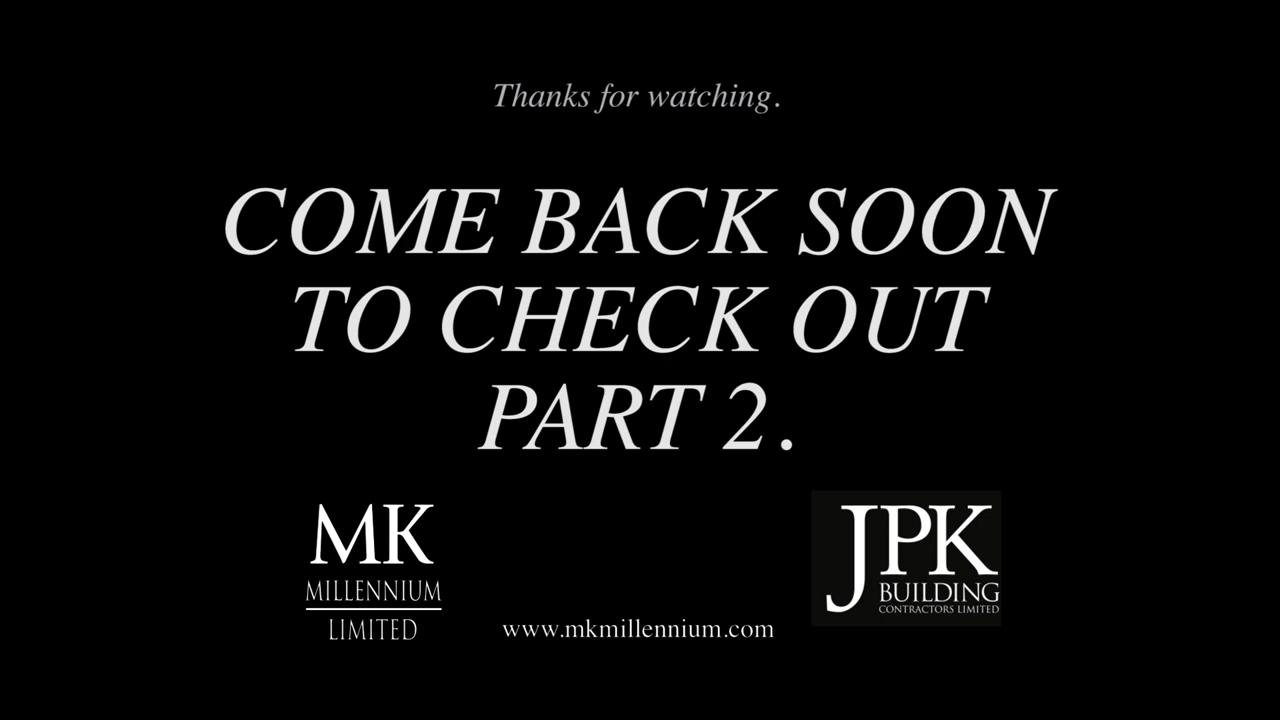 Thanks for watching.
COME BACK SOON
TO CHECK OUT
PART 2.
MK
MILLENNIUM
LIMITED
www.mkmillennium.com
JPK
BUILDING
CONTRACTORS LIMITED